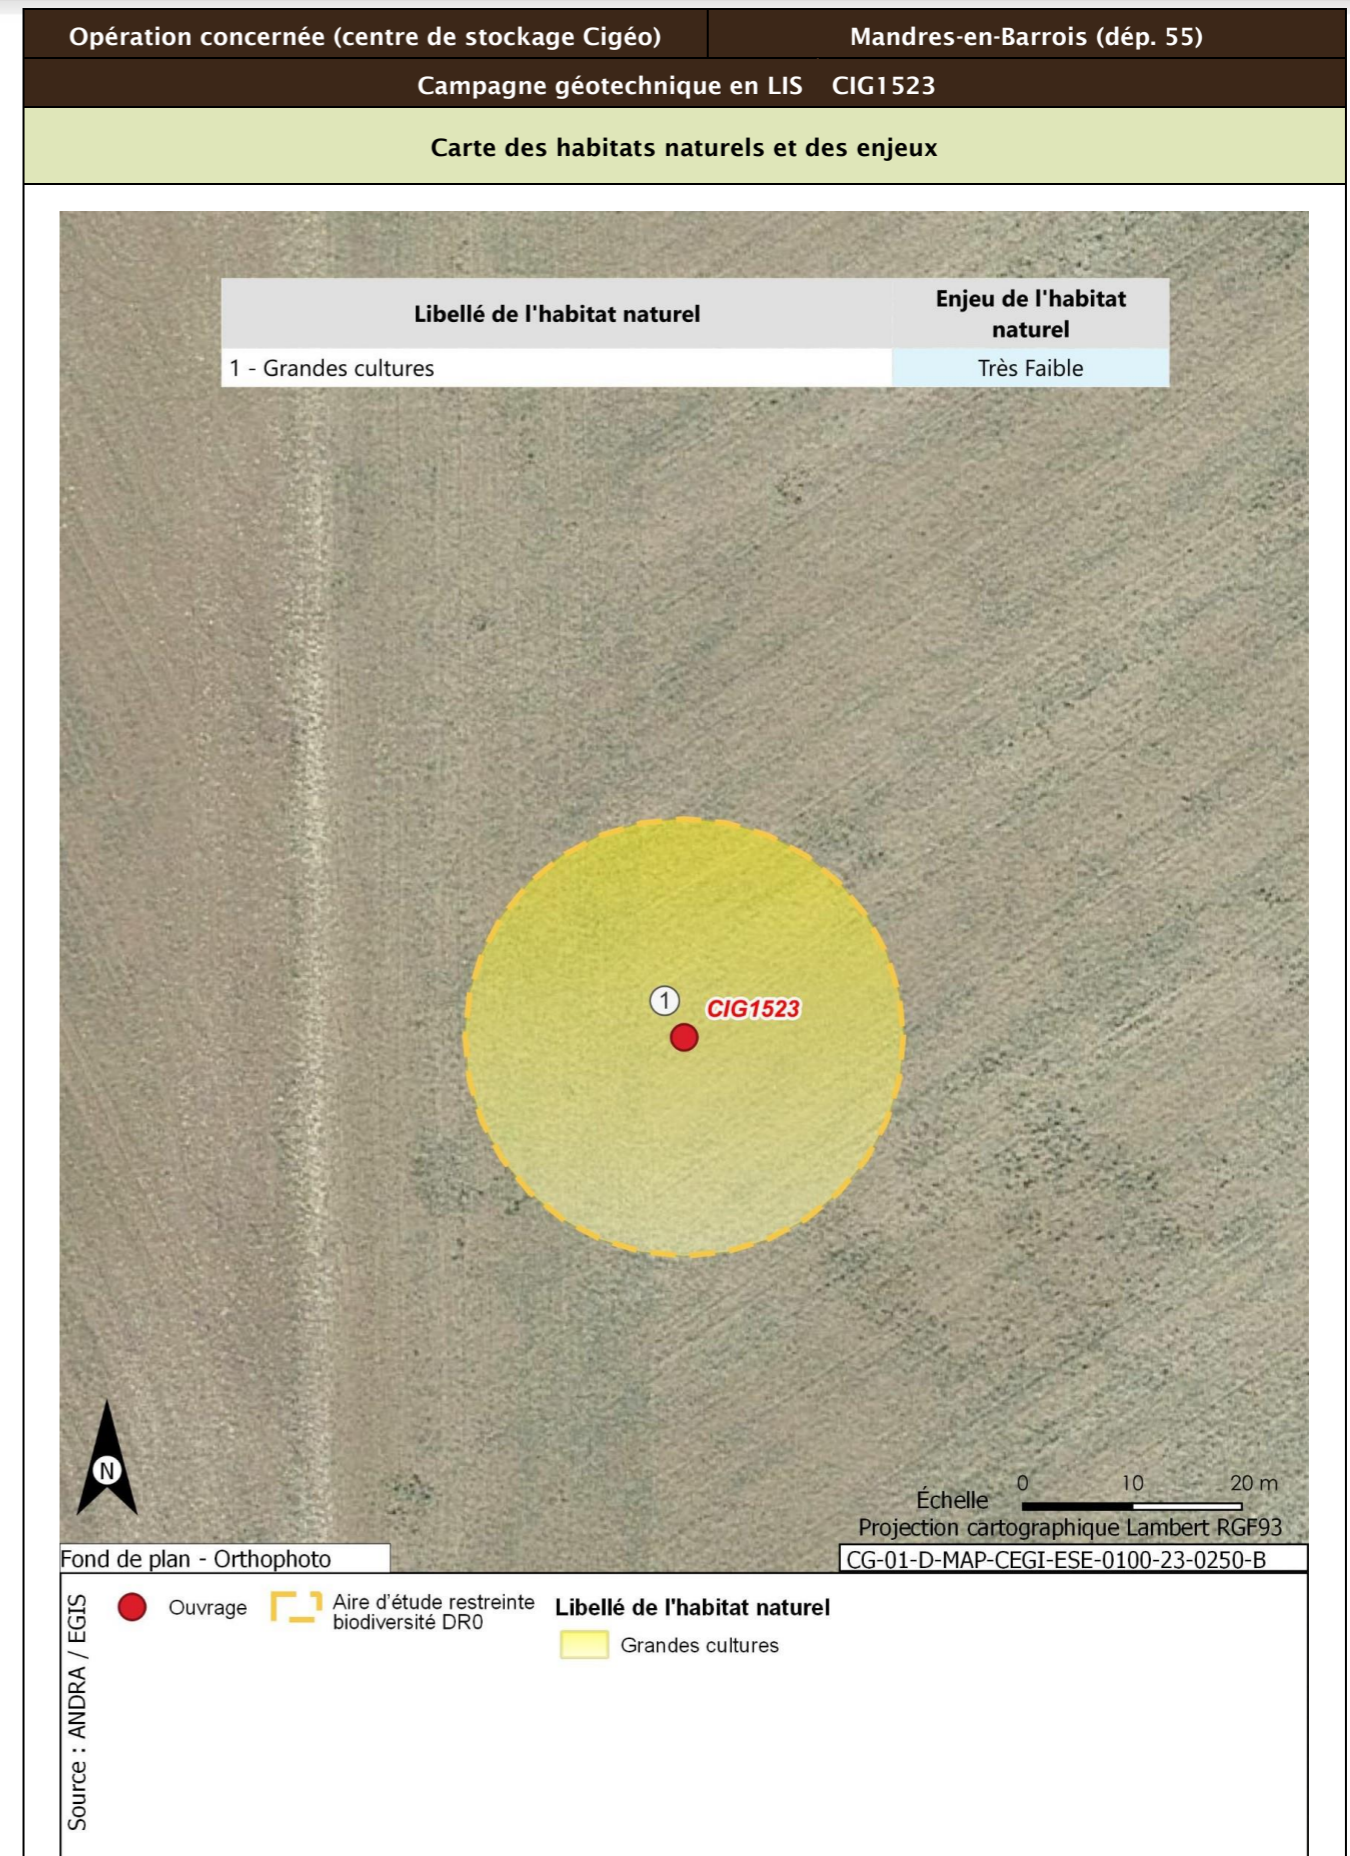 Opération concernée (centre de stockage Cigéo) Mandres-en-Barrois (dép. 55)
Campagne géotechnique en LIS CIG1523
Carte des habitats naturels et des enjeux
Libellé de l'habitat naturel Enjeu de l'habitat
naturel
1 - Grandes cultures Très Faible
1 CIG1523
N
0 10 20 m
Échelle
Projection cartographique Lambert RGF93
Fond de plan - Orthophoto CG-01-D-MAP-CEGI-ESE-0100-23-0250-B
Source : ANDRA / EGIS
Ouvrage
Aire d'étude restreinte
biodiversité DR0
Libellé de l'habitat naturel
Grandes cultures